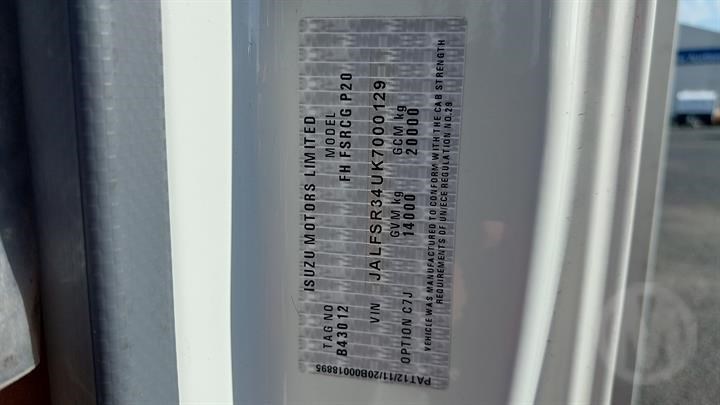 ISUZU MOTORS LIMITED
TAG NO MODEL
B43012 FH FSRCG P20
VIN JALFSR34UK7000129
GVM kg GCM kg
OPTION C7J 14000 20000
VEHICLE WAS MANUFACTURED TO CONFORM WITH THE CAB STRENGTH
REQUIREMENTS OF UN/ECE REGULATION NO.29
PAT12/11/20B00018895